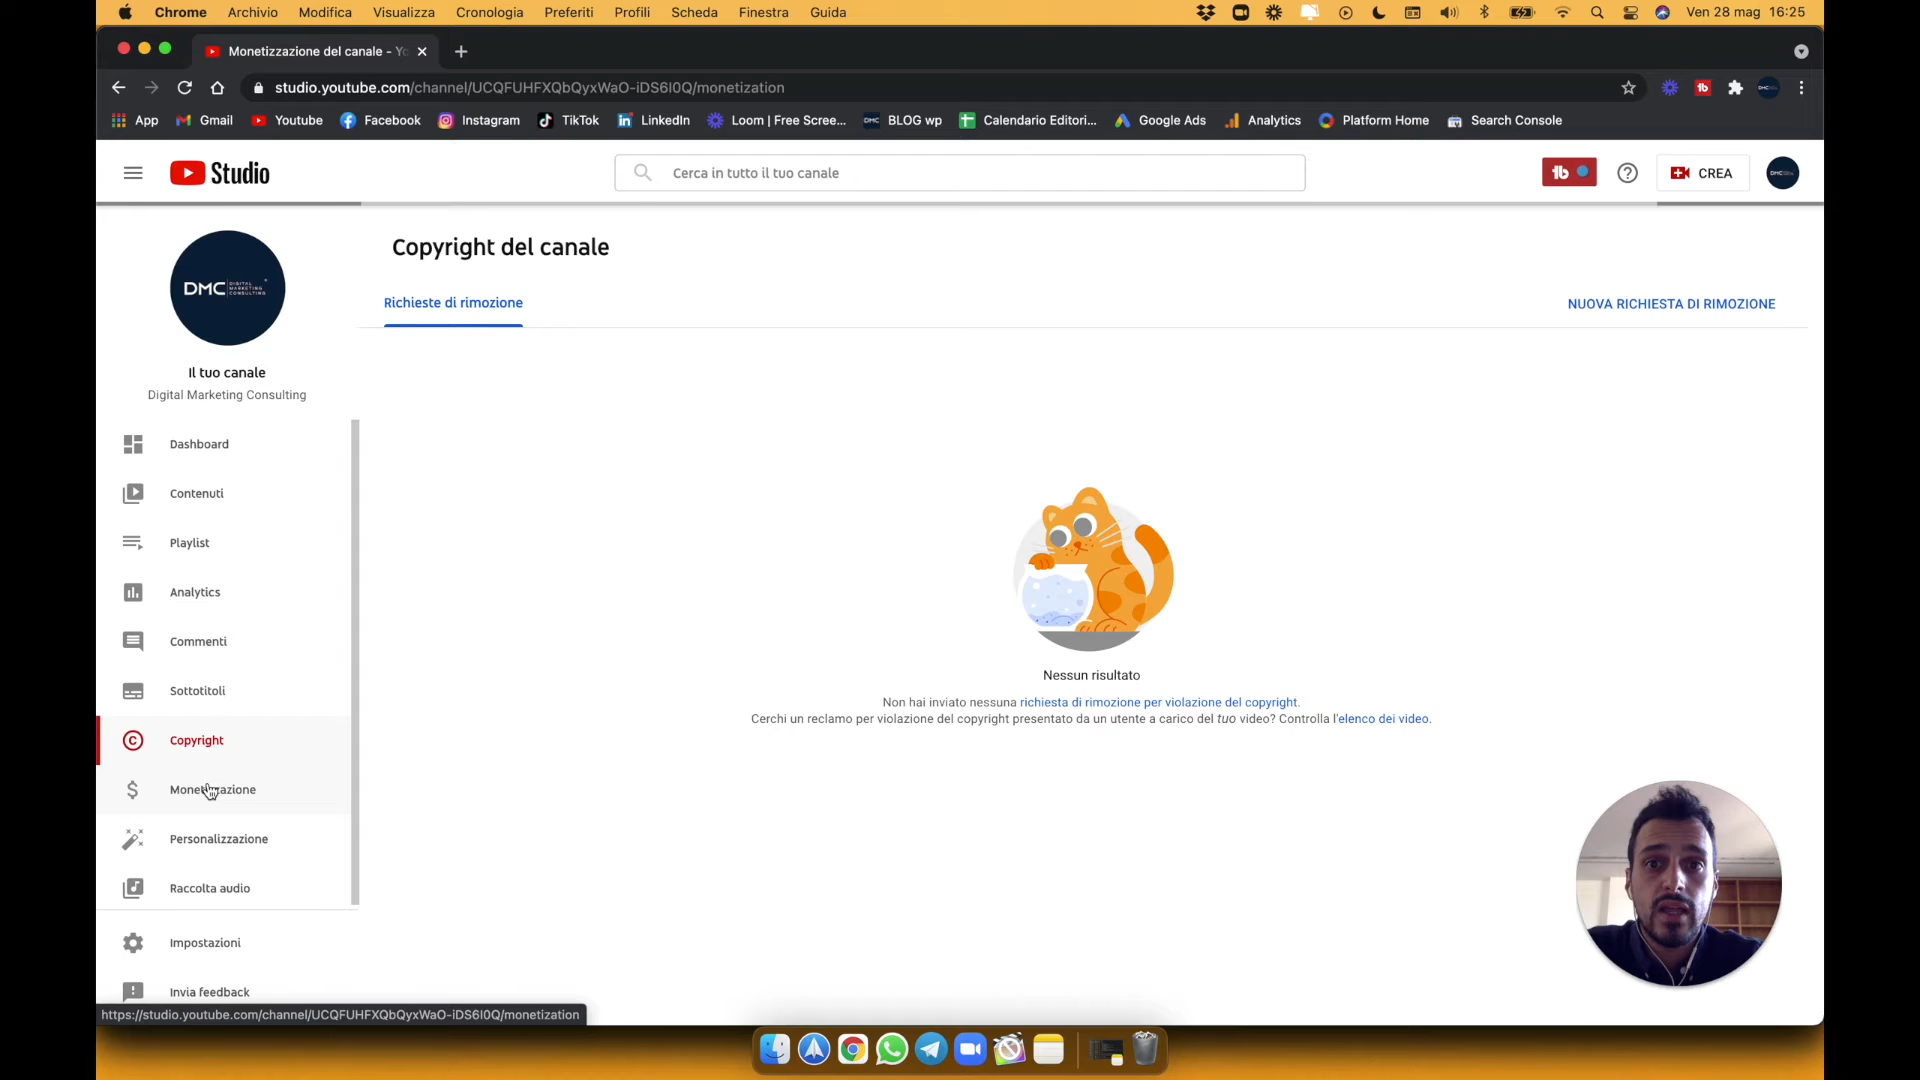 Chrome Archivio Modifica Visualizza Cronologia Preferiti Profili Scheda Finestra Guida Ven 28 mag 16:25
Monetizzazione del canale - Yo
studio.youtube.com/channel/UCQFUHFXQbQyxWaO-iDS6I0Q/monetization
App Gmail Youtube Facebook Instagram TikTok LinkedIn Loom | Free Scree... BLOG wp Calendario Editori... Google Ads Analytics Platform Home Search Console
Studio
Cerca in tutto il tuo canale
CREA
DMC DIGITAL MARKETING CONSULTING
Il tuo canale
Digital Marketing Consulting
Dashboard
Contenuti
Playlist
Analytics
Commenti
Sottotitoli
Copyright
Monetizzazione
Personalizzazione
Raccolta audio
Impostazioni
Invia feedback
Copyright del canale
Richieste di rimozione
NUOVA RICHIESTA DI RIMOZIONE
Nessun risultato
Non hai inviato nessuna richiesta di rimozione per violazione del copyright.
Cerchi un reclamo per violazione del copyright presentato da un utente a carico del tuo video? Controlla l'elenco dei video.
https://studio.youtube.com/channel/UCQFUHFXQbQyxWaO-iDS6I0Q/monetization